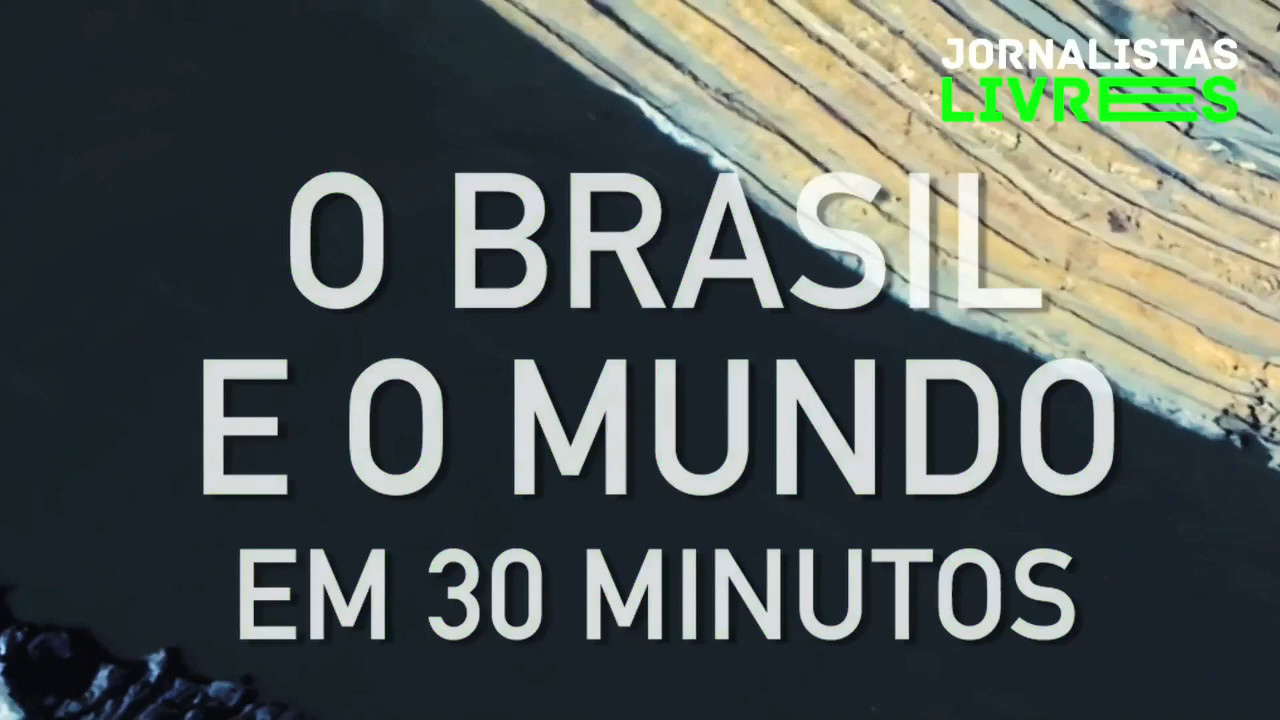 JORNALISTAS
LIVRES
O BRASIL
E O MUNDO
EM 30 MINUTOS